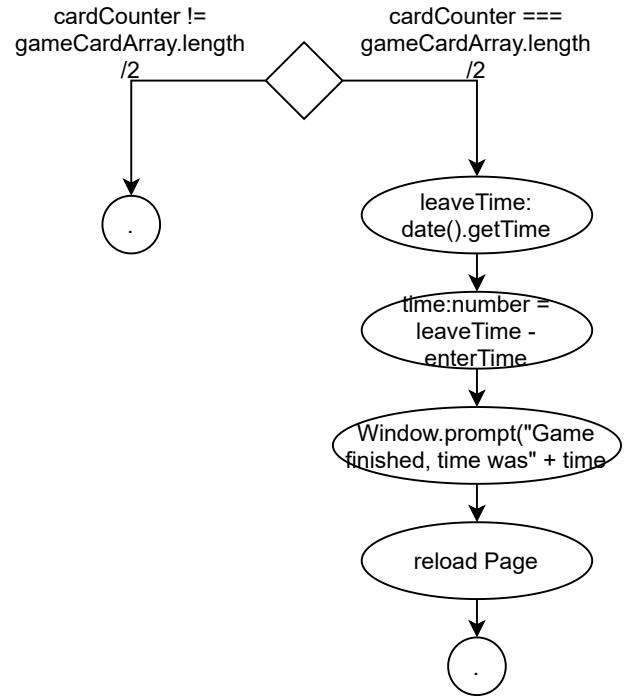 cardCounter !=
gameCardArray.length
/2
cardCounter ===
gameCardArray.length
/2
.
leaveTime:
date().getTime
time:number =
leaveTime -
enterTime
Window.prompt("Game
finished, time was" + time
reload Page
.